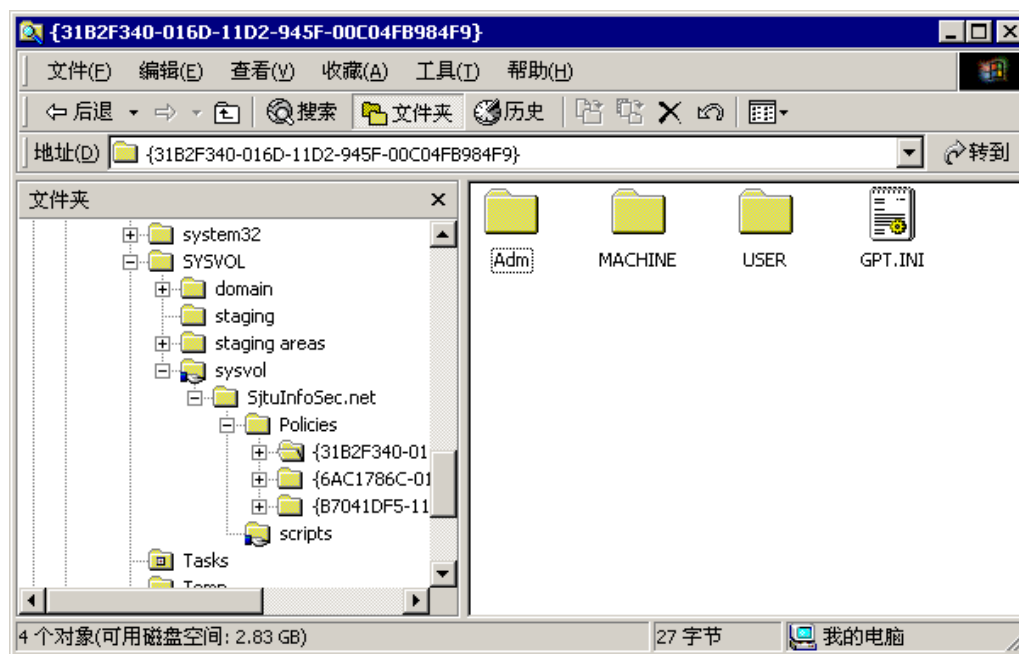 {31B2F340-016D-11D2-945F-00C04FB984F9}
文件(F) 编辑(E) 查看(V) 收藏(A) 工具(T) 帮助(H)
后退 搜索 文件夹 历史
地址(D) {31B2F340-016D-11D2-945F-00C04FB984F9} 转到
文件夹
system32
SYSVOL
domain
staging
staging areas
sysvol
SjtuInfoSec.net
Policies
{31B2F340-01
{6AC1786C-01
{B7041DF5-11
scripts
Tasks
Temp
Adm MACHINE USER GPT.INI
4 个对象(可用磁盘空间: 2.83 GB) 27 字节 我的电脑